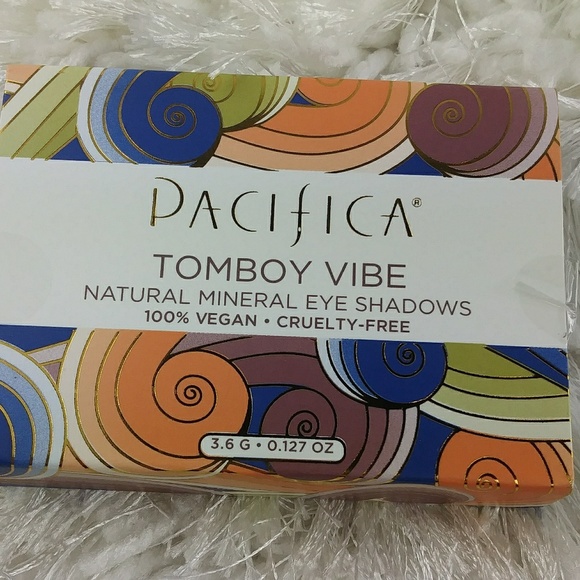 PACIFICA®
TOMBOY VIBE
NATURAL MINERAL EYE SHADOWS
100% VEGAN • CRUELTY-FREE
3.6 G • 0.127 OZ